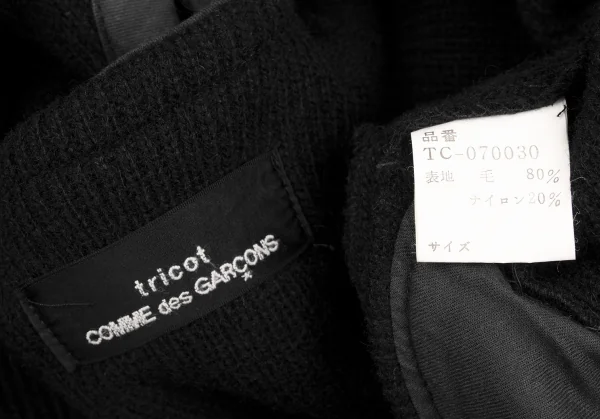 tricot
COMME des GARÇONS
品番
TC-070030
表地 毛 80%
ナイロン 20%
サイズ